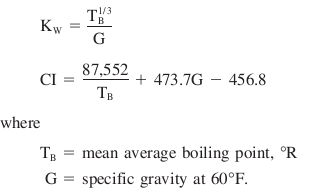 K_W = T_B^{1/3} / G
CI = 87,552 / T_B + 473.7G − 456.8
where
T_B = mean average boiling point, °R
G = specific gravity at 60°F.